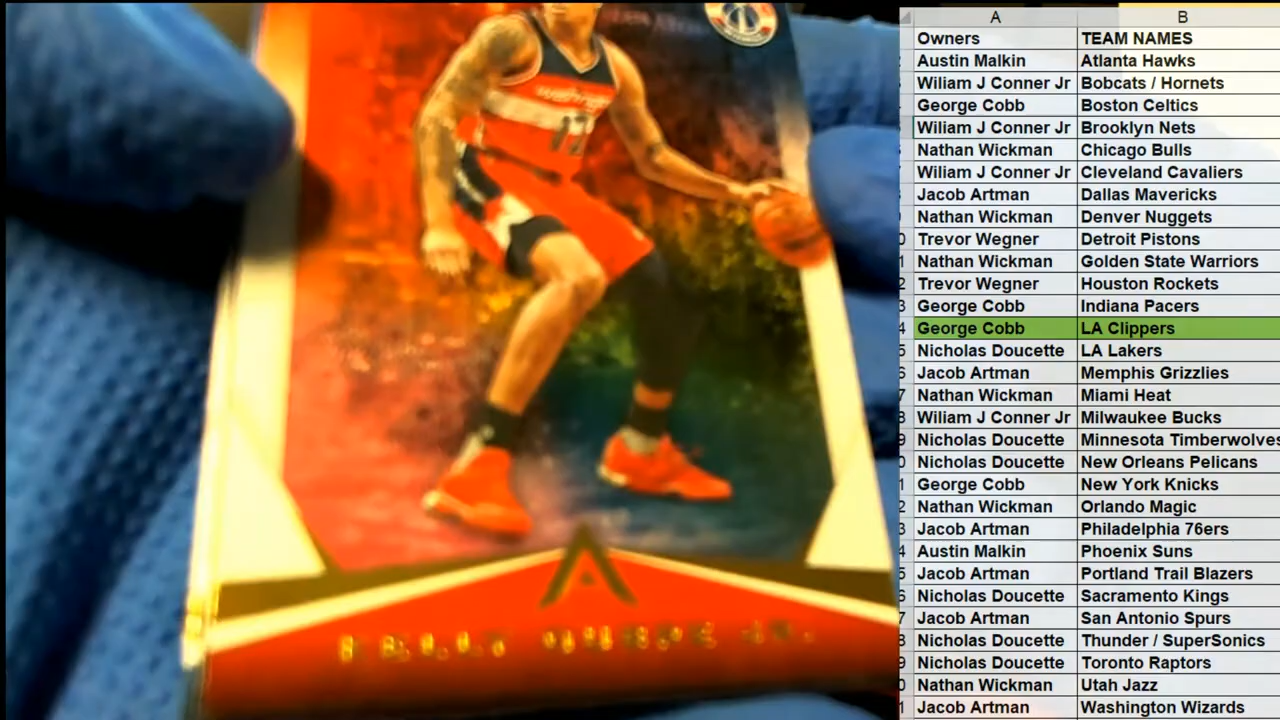 Washington
12
KELLY OUBRE JR.
A B
Owners TEAM NAMES
Austin Malkin Atlanta Hawks
Wiliam J Conner Jr Bobcats / Hornets
George Cobb Boston Celtics
Wiliam J Conner Jr Brooklyn Nets
Nathan Wickman Chicago Bulls
Wiliam J Conner Jr Cleveland Cavaliers
Jacob Artman Dallas Mavericks
Nathan Wickman Denver Nuggets
Trevor Wegner Detroit Pistons
Nathan Wickman Golden State Warriors
Trevor Wegner Houston Rockets
George Cobb Indiana Pacers
George Cobb LA Clippers
Nicholas Doucette LA Lakers
Jacob Artman Memphis Grizzlies
Nathan Wickman Miami Heat
Wiliam J Conner Jr Milwaukee Bucks
Nicholas Doucette Minnesota Timberwolves
Nicholas Doucette New Orleans Pelicans
George Cobb New York Knicks
Nathan Wickman Orlando Magic
Jacob Artman Philadelphia 76ers
Austin Malkin Phoenix Suns
Jacob Artman Portland Trail Blazers
Nicholas Doucette Sacramento Kings
Jacob Artman San Antonio Spurs
Nicholas Doucette Thunder / SuperSonics
Nicholas Doucette Toronto Raptors
Nathan Wickman Utah Jazz
Jacob Artman Washington Wizards